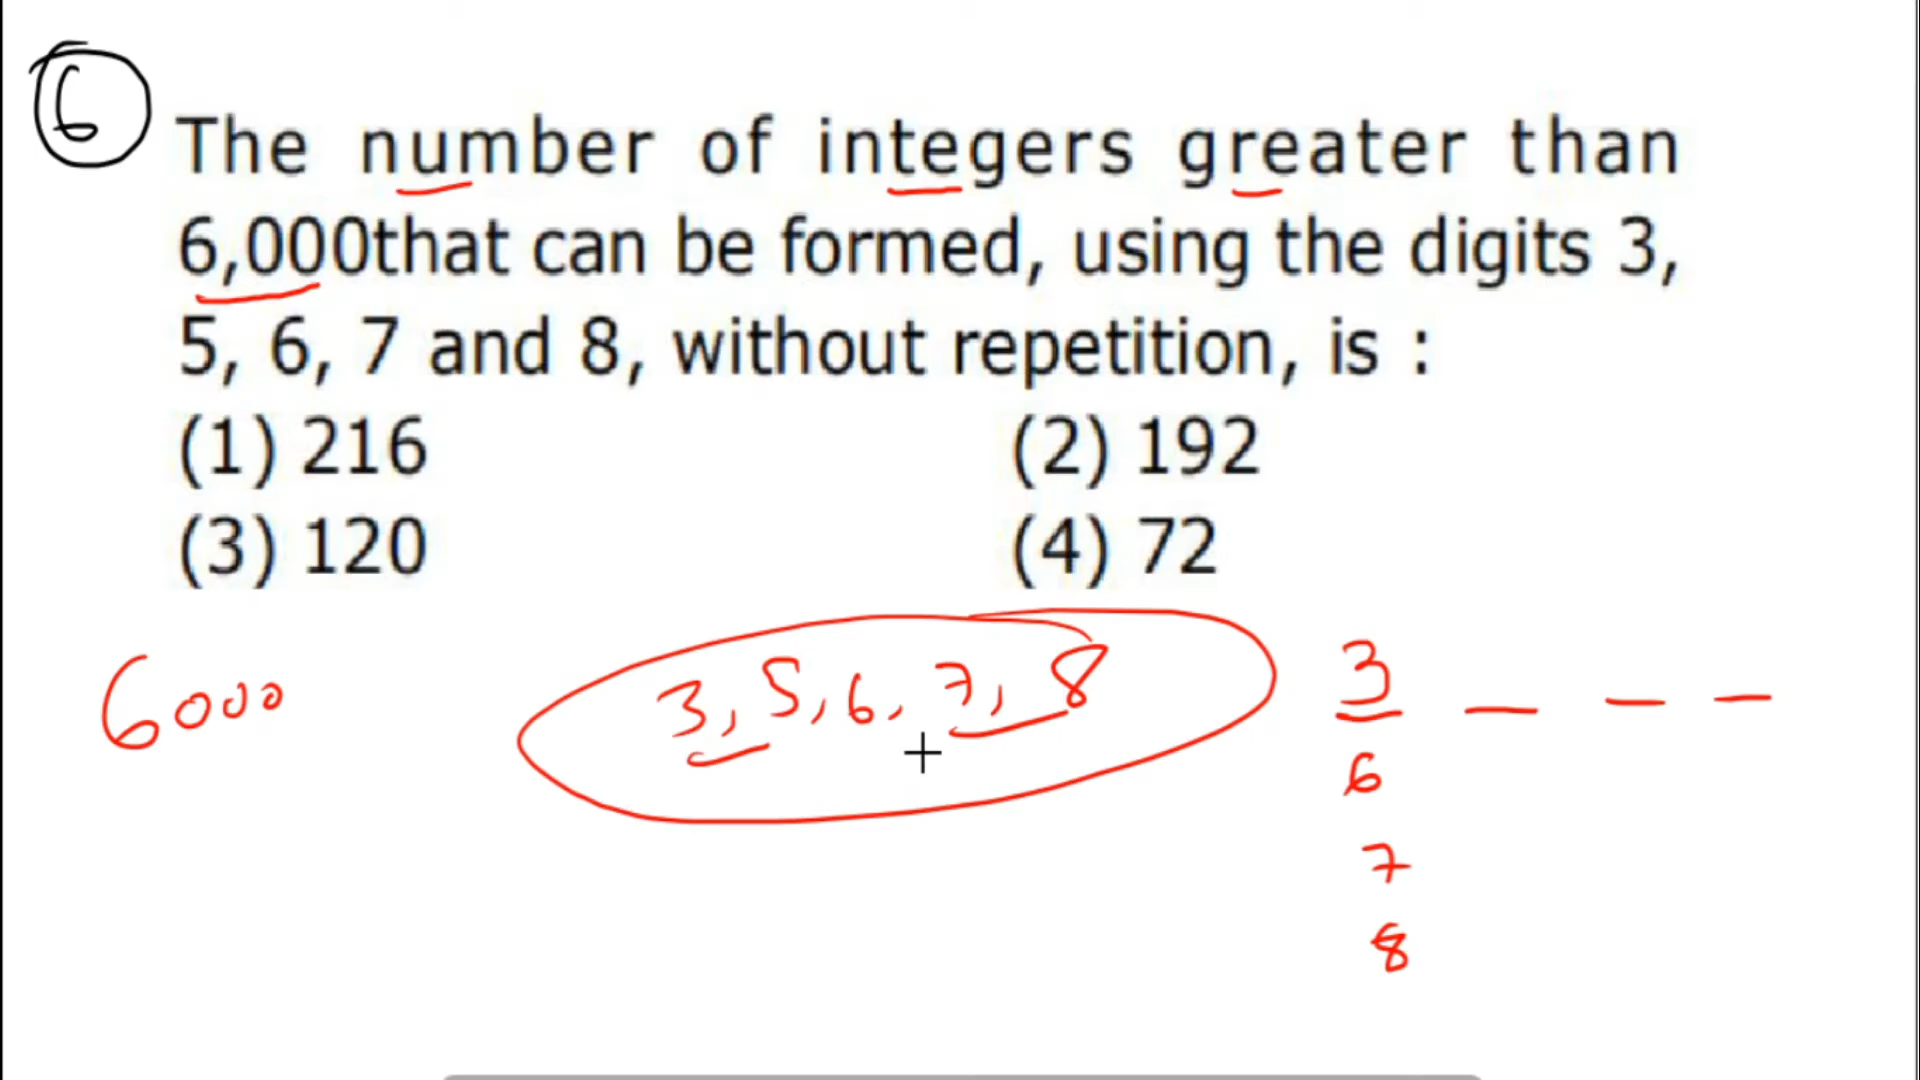 6
The number of integers greater than
6,000that can be formed, using the digits 3,
5, 6, 7 and 8, without repetition, is :
(1) 216 (2) 192
(3) 120 (4) 72
6000 3, 5, 6, 7, 8 3 _ _ _
6
7
8